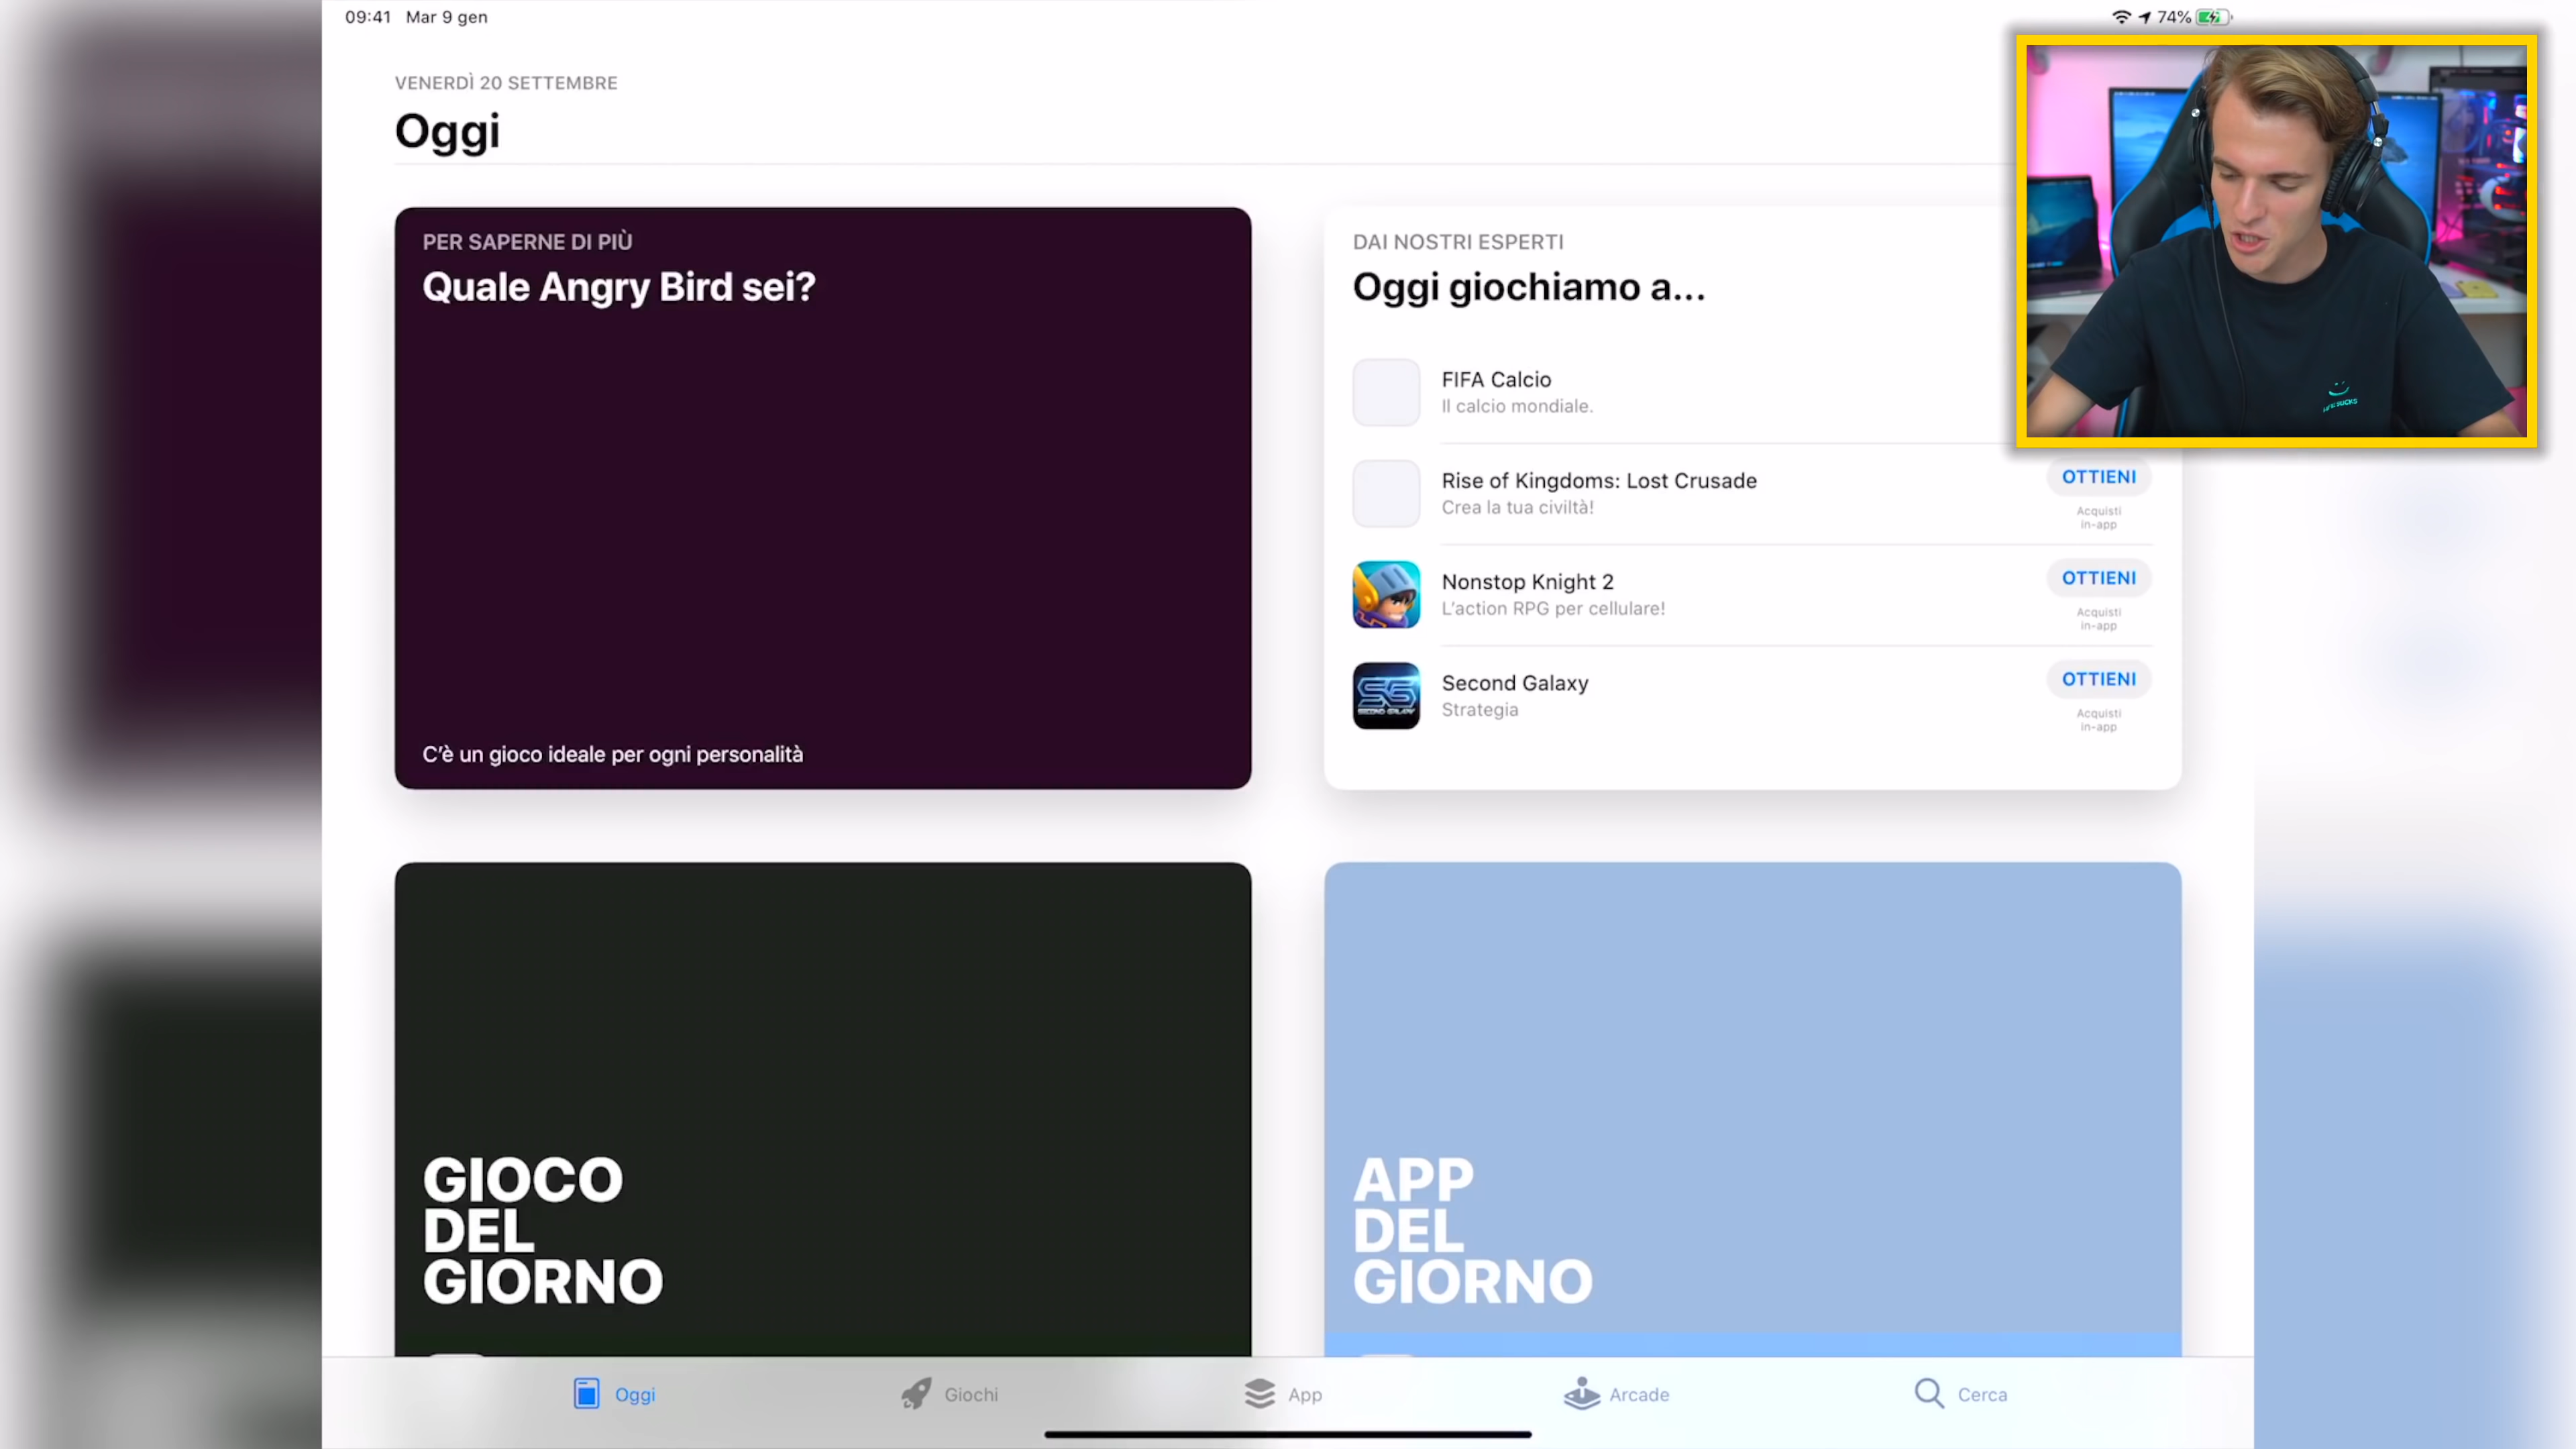 09:41 Mar 9 gen
74%
VENERDÌ 20 SETTEMBRE
Oggi
PER SAPERNE DI PIÙ
Quale Angry Bird sei?
C'è un gioco ideale per ogni personalità
DAI NOSTRI ESPERTI
Oggi giochiamo a...
FIFA Calcio
Il calcio mondiale.
Rise of Kingdoms: Lost Crusade
Crea la tua civiltà!
OTTIENI
Acquisti
in-app
Nonstop Knight 2
L'action RPG per cellulare!
OTTIENI
Acquisti
in-app
SECOND GALAXY
Second Galaxy
Strategia
OTTIENI
Acquisti
in-app
GIOCO
DEL
GIORNO
APP
DEL
GIORNO
Oggi
Giochi
App
Arcade
Cerca